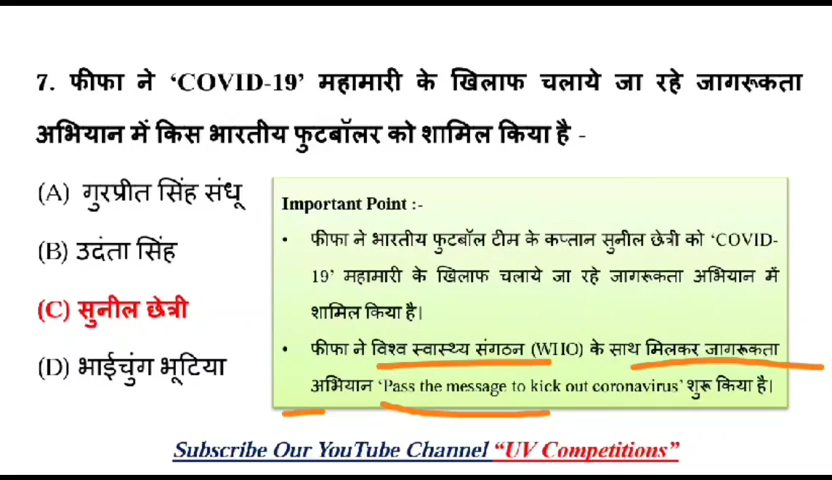 7. फीफा ने ‘COVID-19’ महामारी के खिलाफ चलाये जा रहे जागरूकता
अभियान में किस भारतीय फुटबॉलर को शामिल किया है -
(A) गुरप्रीत सिंह संधू
(B) उदंता सिंह
(C) सुनील छेत्री
(D) भाईचुंग भूटिया
Important Point :-
• फीफा ने भारतीय फुटबॉल टीम के कप्तान सुनील छेत्री को ‘COVID-
19’ महामारी के खिलाफ चलाये जा रहे जागरूकता अभियान में
शामिल किया है।
• फीफा ने विश्व स्वास्थ्य संगठन (WHO) के साथ मिलकर जागरूकता
अभियान ‘Pass the message to kick out coronavirus’ शुरू किया है।
Subscribe Our YouTube Channel “UV Competitions”